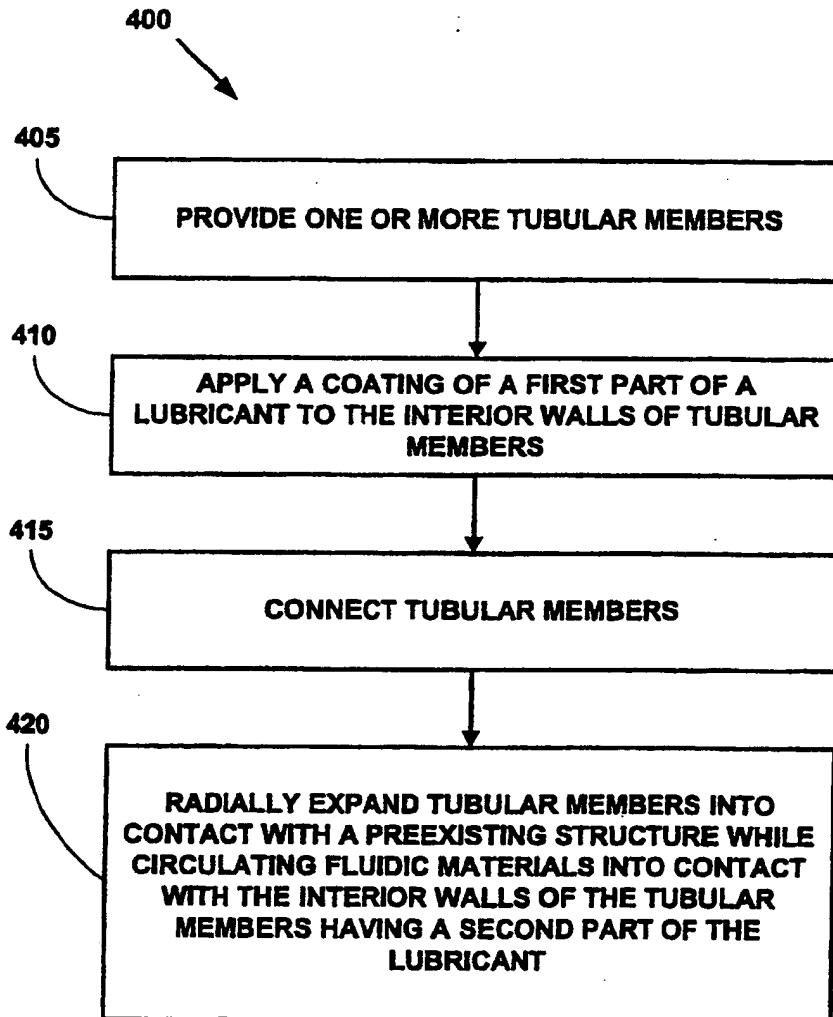 400
405
PROVIDE ONE OR MORE TUBULAR MEMBERS
410
APPLY A COATING OF A FIRST PART OF A
LUBRICANT TO THE INTERIOR WALLS OF TUBULAR
MEMBERS
415
CONNECT TUBULAR MEMBERS
420
RADIALLY EXPAND TUBULAR MEMBERS INTO
CONTACT WITH A PREEXISTING STRUCTURE WHILE
CIRCULATING FLUIDIC MATERIALS INTO CONTACT
WITH THE INTERIOR WALLS OF THE TUBULAR
MEMBERS HAVING A SECOND PART OF THE
LUBRICANT